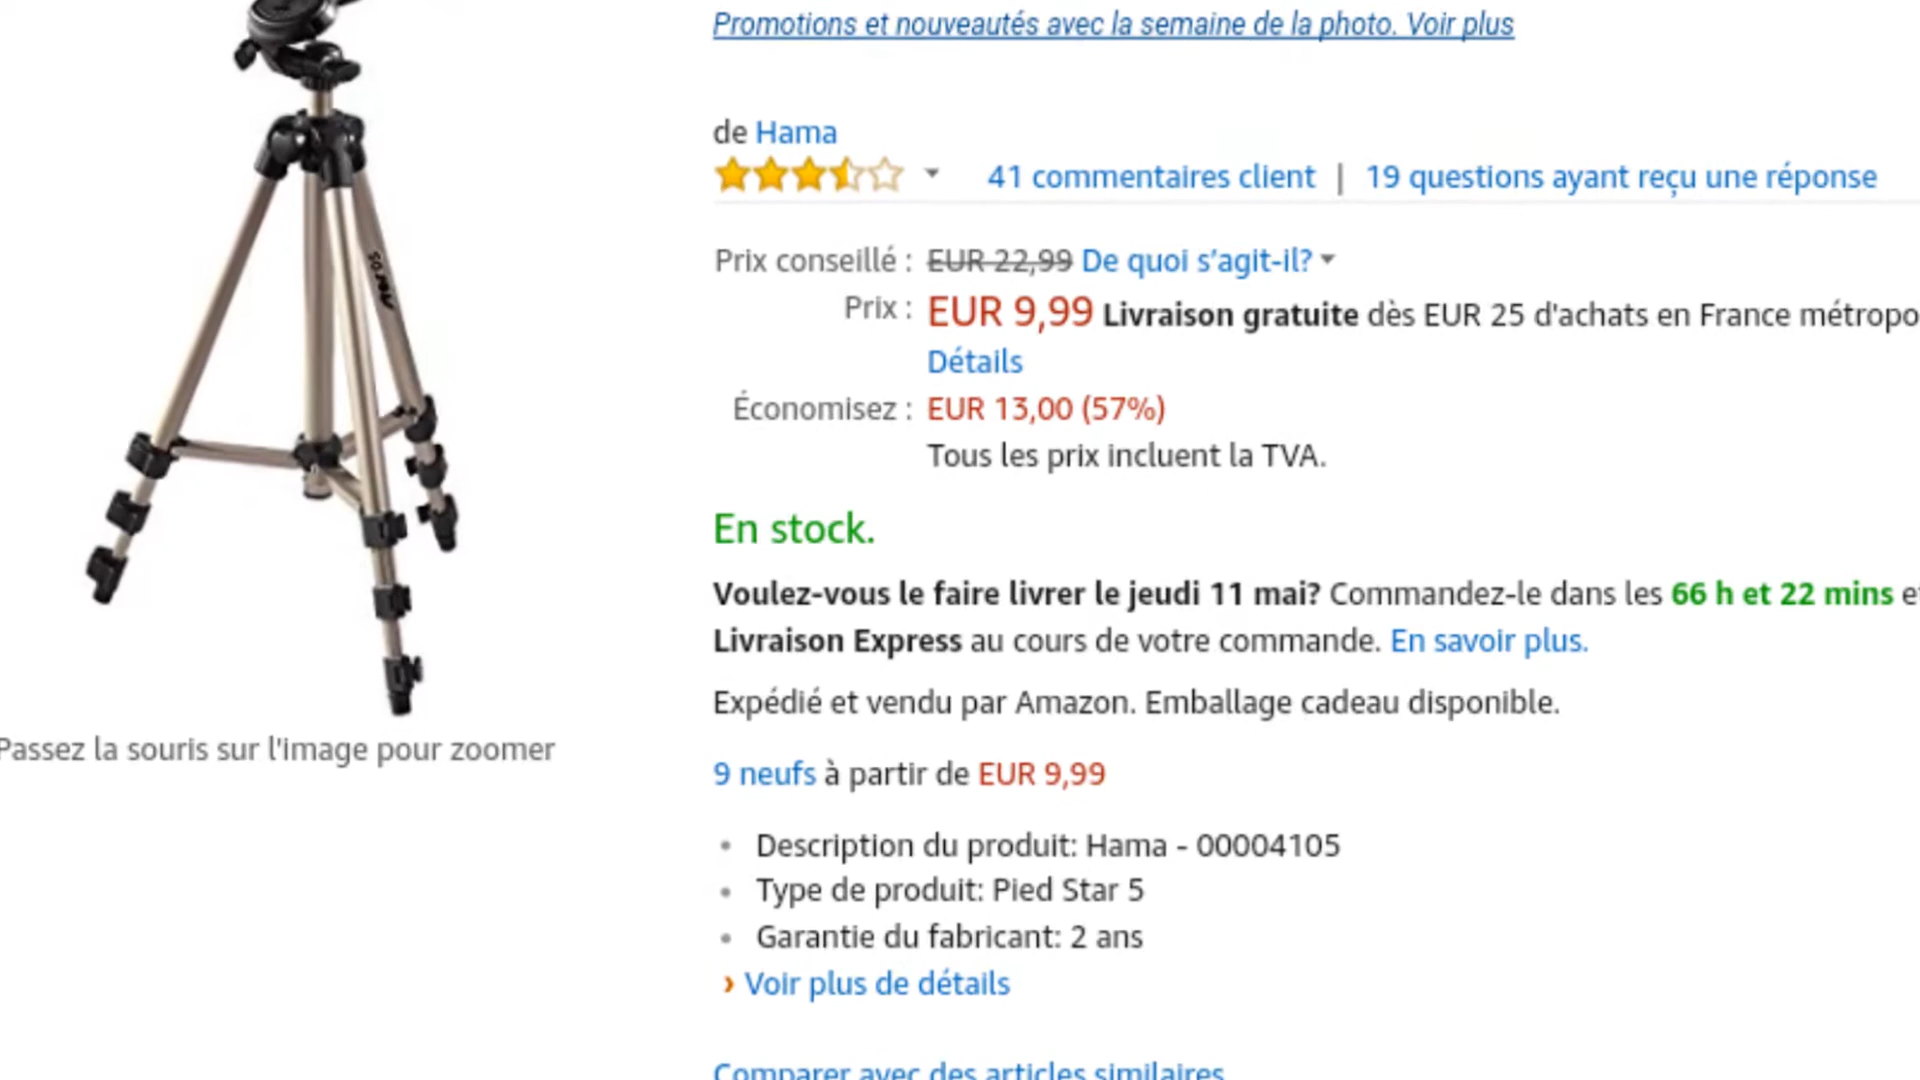 Promotions et nouveautés avec la semaine de la photo. Voir plus
de Hama
41 commentaires client | 19 questions ayant reçu une réponse
Prix conseillé : EUR 22,99 De quoi s'agit-il?
Prix : EUR 9,99 Livraison gratuite dès EUR 25 d'achats en France métropo
Détails
Économisez : EUR 13,00 (57%)
Tous les prix incluent la TVA.
En stock.
Voulez-vous le faire livrer le jeudi 11 mai? Commandez-le dans les 66 h et 22 mins e
Livraison Express au cours de votre commande. En savoir plus.
Expédié et vendu par Amazon. Emballage cadeau disponible.
Passez la souris sur l'image pour zoomer
9 neufs à partir de EUR 9,99
• Description du produit: Hama - 00004105
• Type de produit: Pied Star 5
• Garantie du fabricant: 2 ans
› Voir plus de détails
Comparer avec des articles similaires